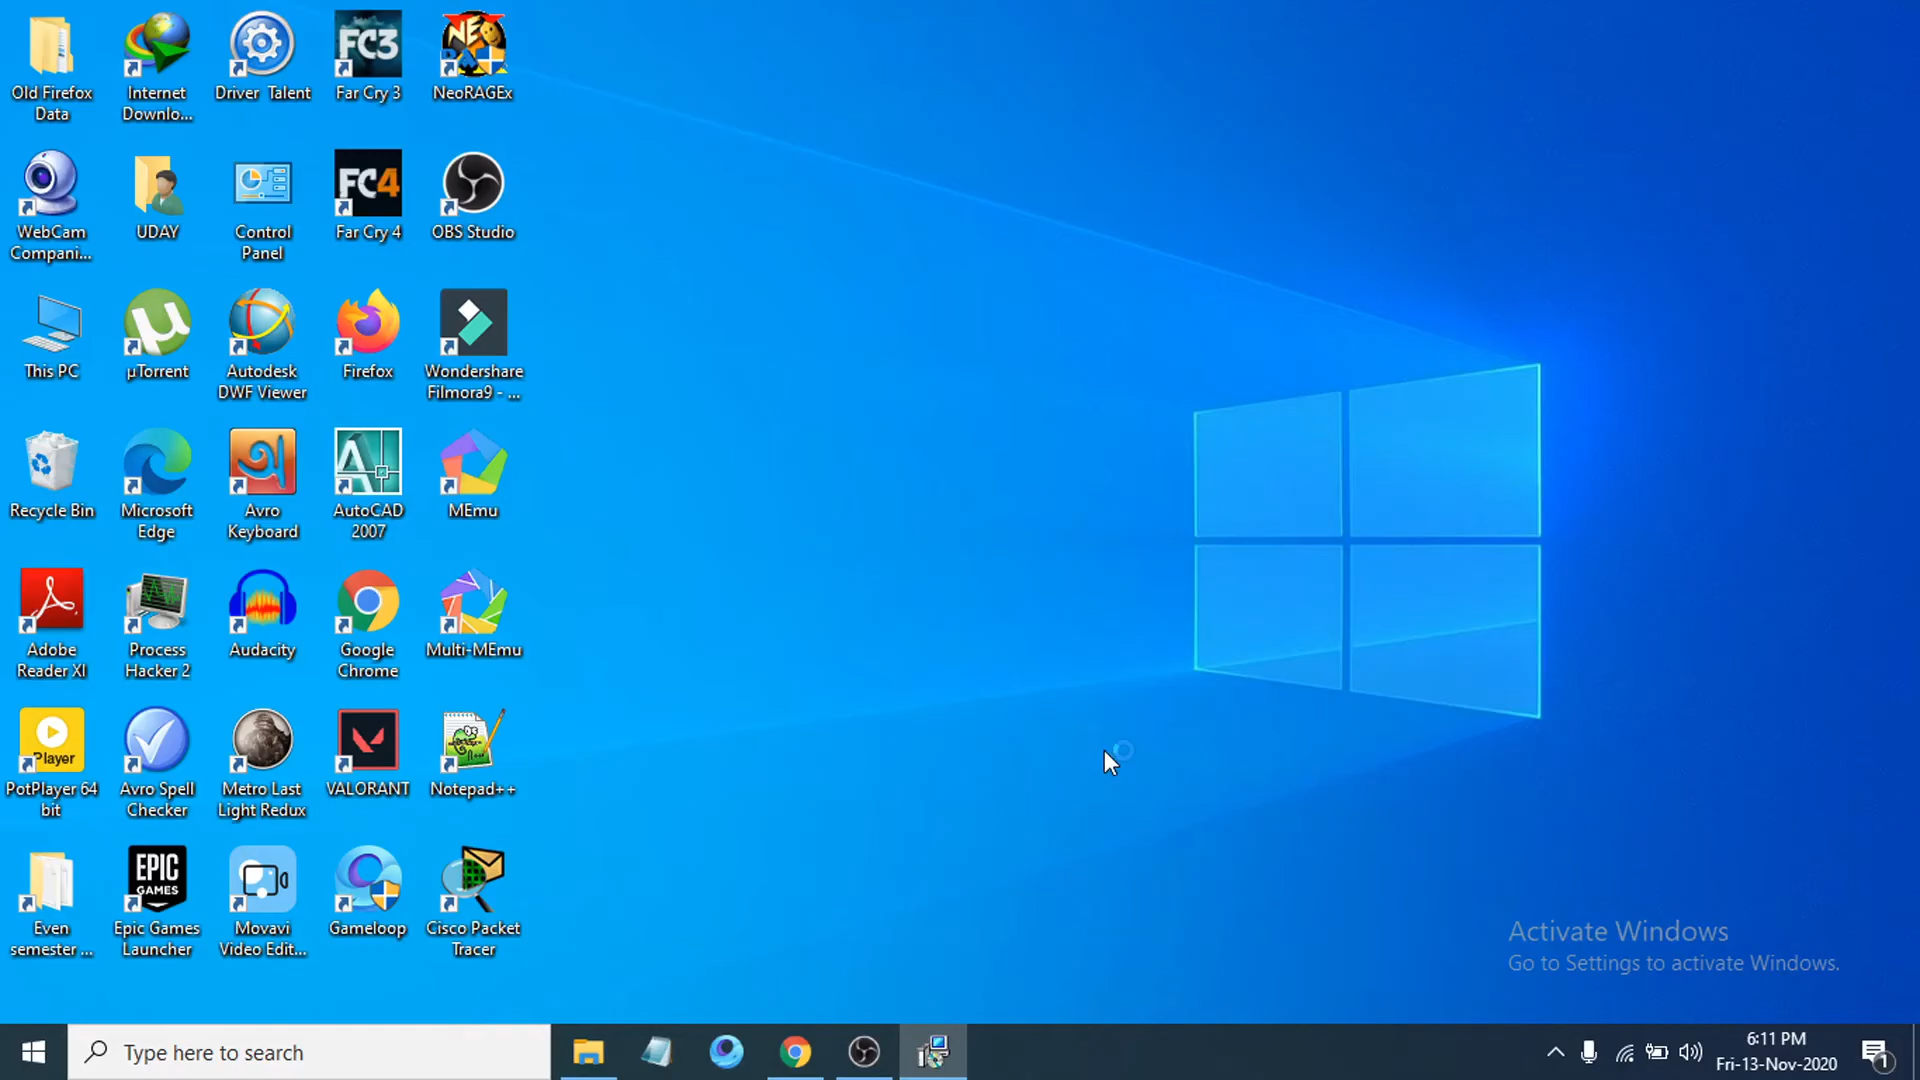 Old Firefox
Data
Internet
Downlo...
Driver Talent
FC3
Far Cry 3
NEO
NeoRAGEx
WebCam
Compani...
UDAY
Control
Panel
FC4
Far Cry 4
OBS Studio
This PC
µ
µTorrent
Autodesk
DWF Viewer
Firefox
Wondershare
Filmora9 - ...
Recycle Bin
Microsoft
Edge
Avro
Keyboard
A
AutoCAD
2007
MEmu
Adobe
Reader XI
Process
Hacker 2
Audacity
Google
Chrome
Multi-MEmu
Player
PotPlayer 64
bit
Avro Spell
Checker
Metro Last
Light Redux
VALORANT
Notepad++
Even
semester ...
EPIC
GAMES
Epic Games
Launcher
Movavi
Video Edit...
Gameloop
Cisco Packet
Tracer
Activate Windows
Go to Settings to activate Windows.
Type here to search
6:11 PM
Fri-13-Nov-2020
1